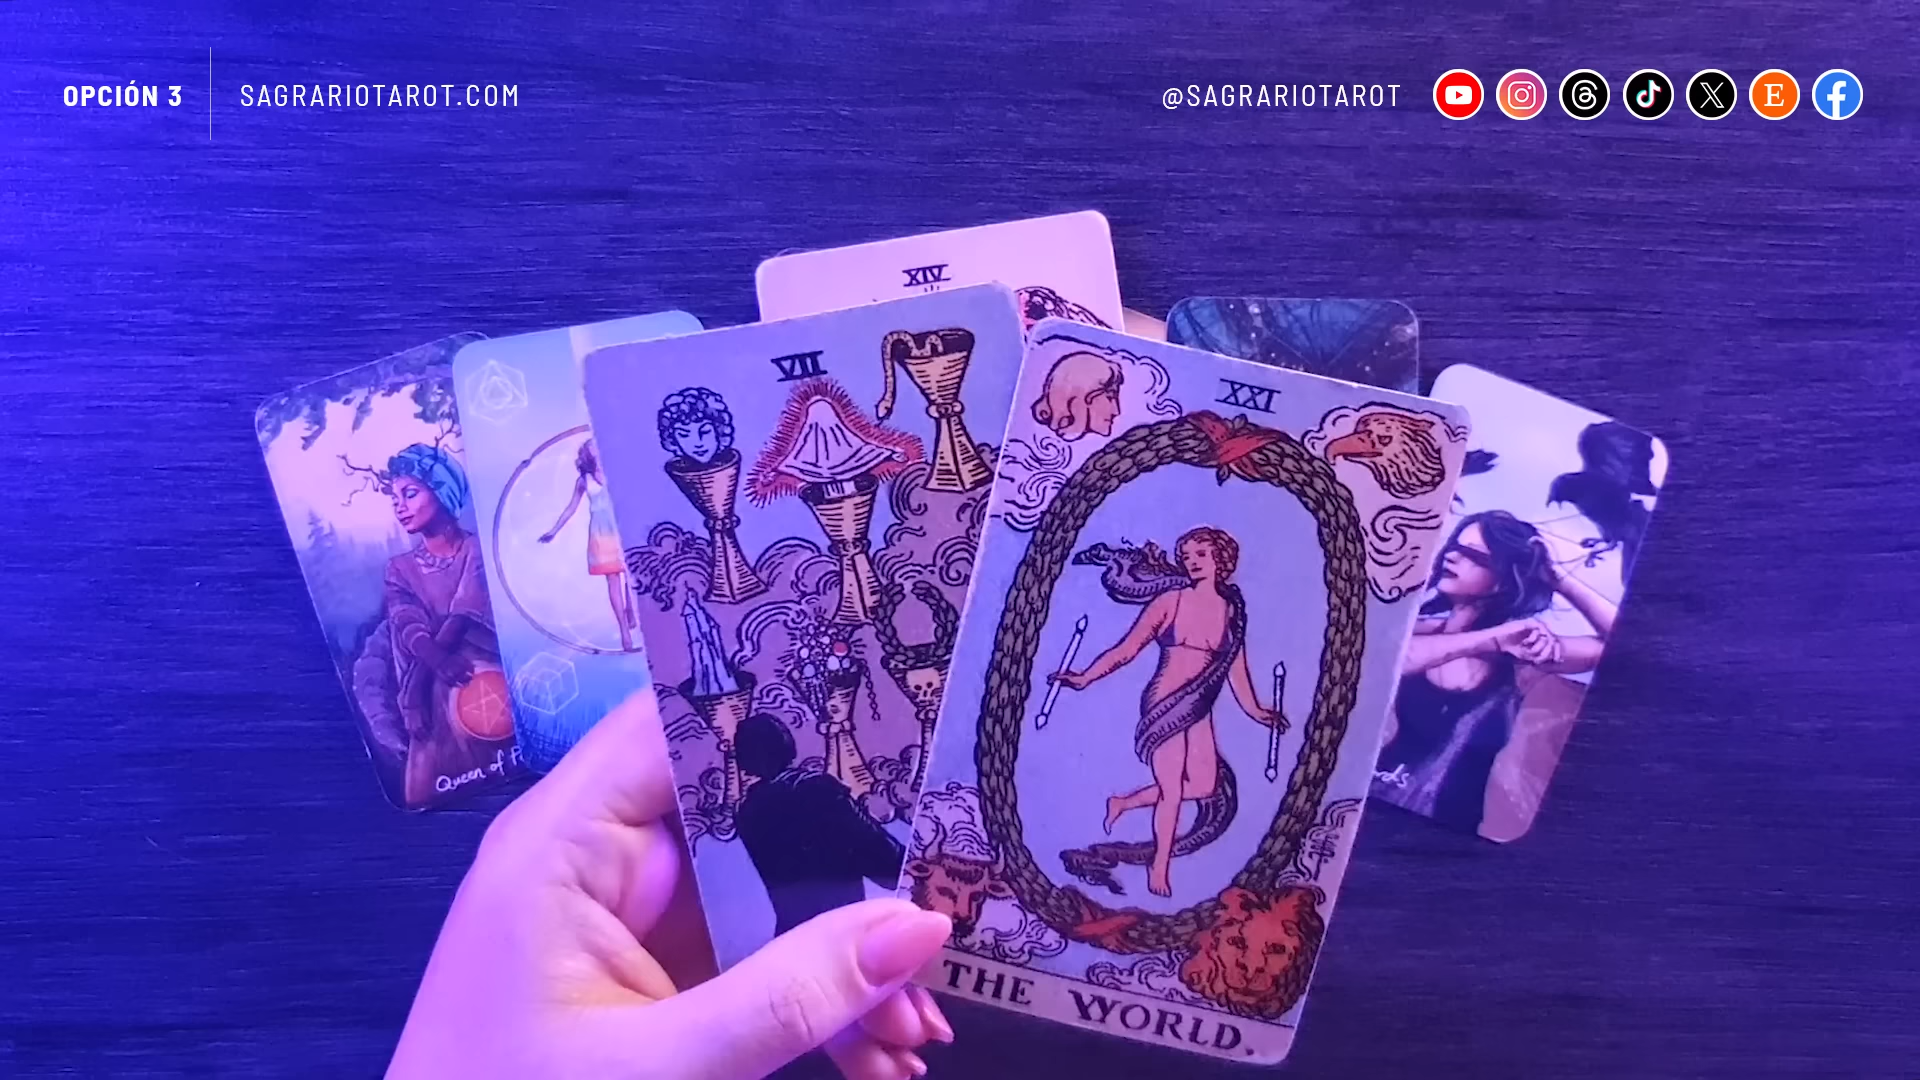 OPCIÓN 3
SAGRARIOTAROT.COM
@SAGRARIOTAROT
XIV
VII
XXI
Queen of
THE WORLD.